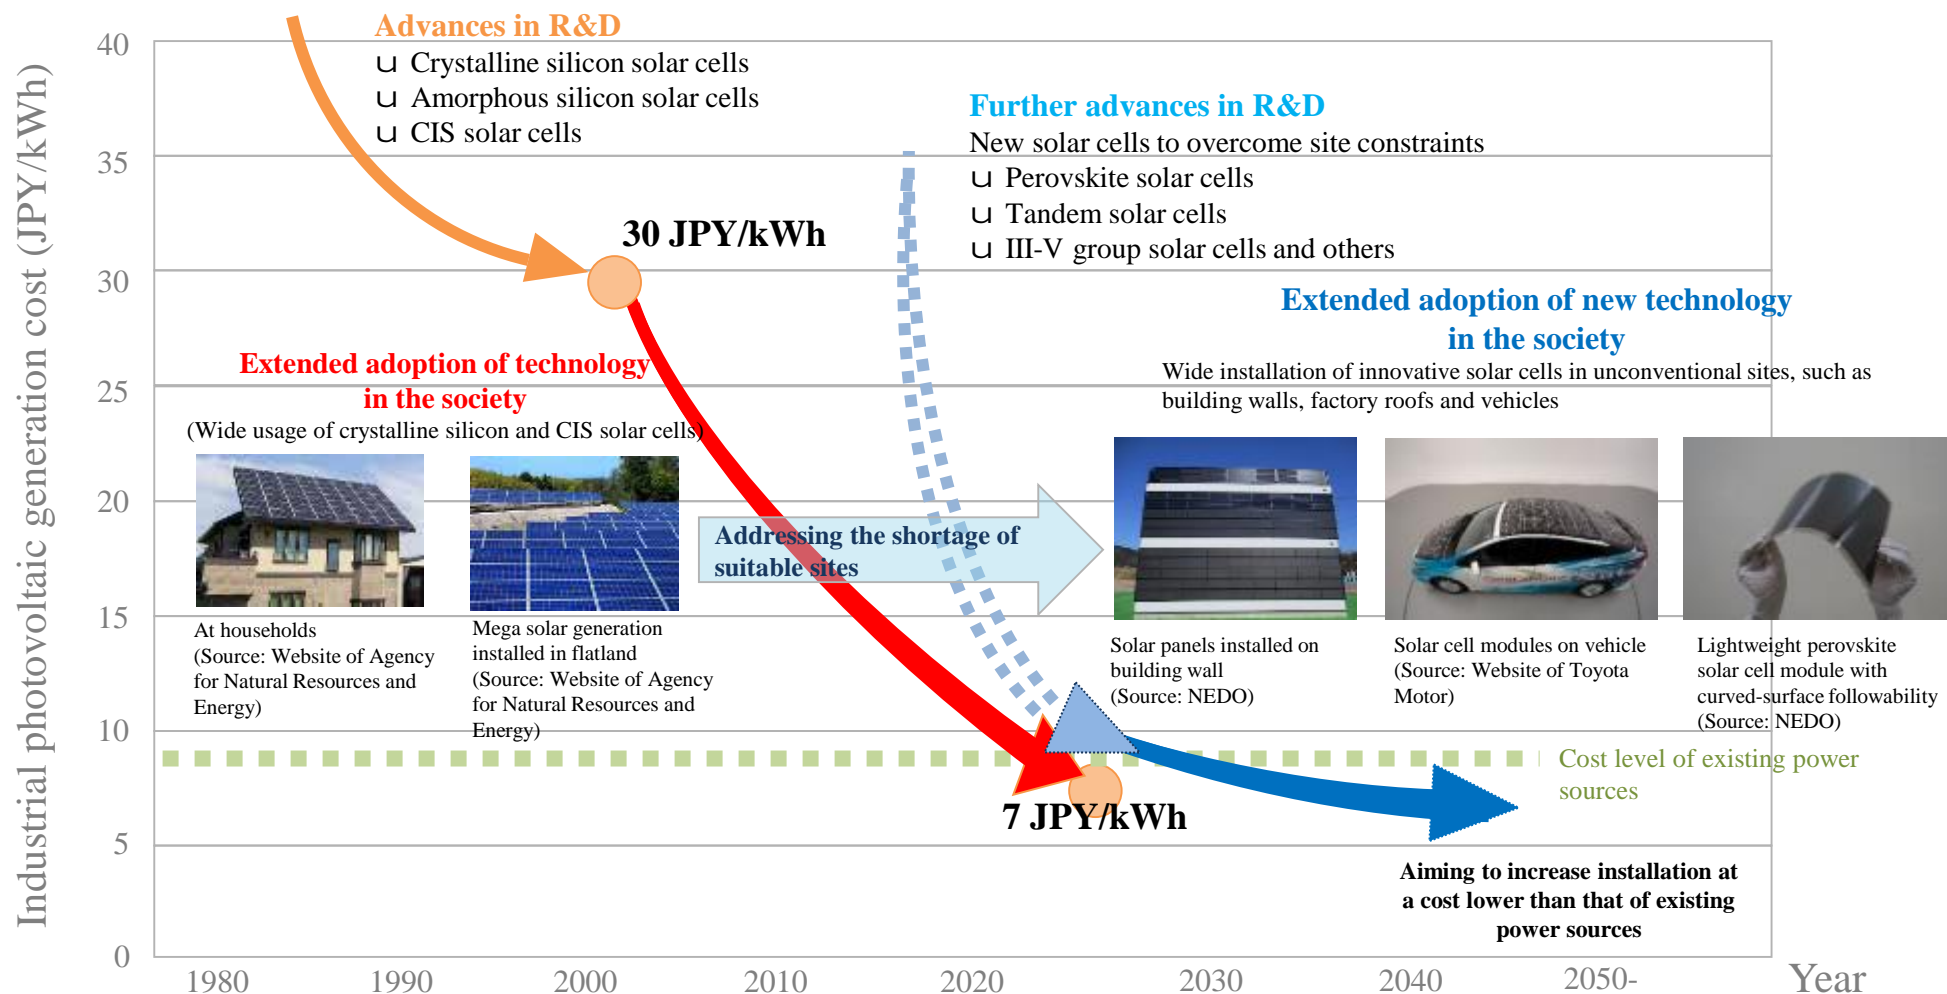 Industrial photovoltaic generation cost (JPY/kWh)
40
35
30
25
20
15
10
5
0
Advances in R&D
u Crystalline silicon solar cells
u Amorphous silicon solar cells
u CIS solar cells
30 JPY/kWh
Further advances in R&D
New solar cells to overcome site constraints
u Perovskite solar cells
u Tandem solar cells
u III-V group solar cells and others
Extended adoption of technology
in the society
(Wide usage of crystalline silicon and CIS solar cells)
Extended adoption of new technology
in the society
Wide installation of innovative solar cells in unconventional sites, such as
building walls, factory roofs and vehicles
Addressing the shortage of
suitable sites
At households
(Source: Website of Agency
for Natural Resources and
Energy)
Mega solar generation
installed in flatland
(Source: Website of Agency
for Natural Resources and
Energy)
Solar panels installed on
building wall
(Source: NEDO)
Solar cell modules on vehicle
(Source: Website of Toyota
Motor)
Lightweight perovskite
solar cell module with
curved-surface followability
(Source: NEDO)
Cost level of existing power
sources
7 JPY/kWh
Aiming to increase installation at
a cost lower than that of existing
power sources
1980
1990
2000
2010
2020
2030
2040
2050-
Year